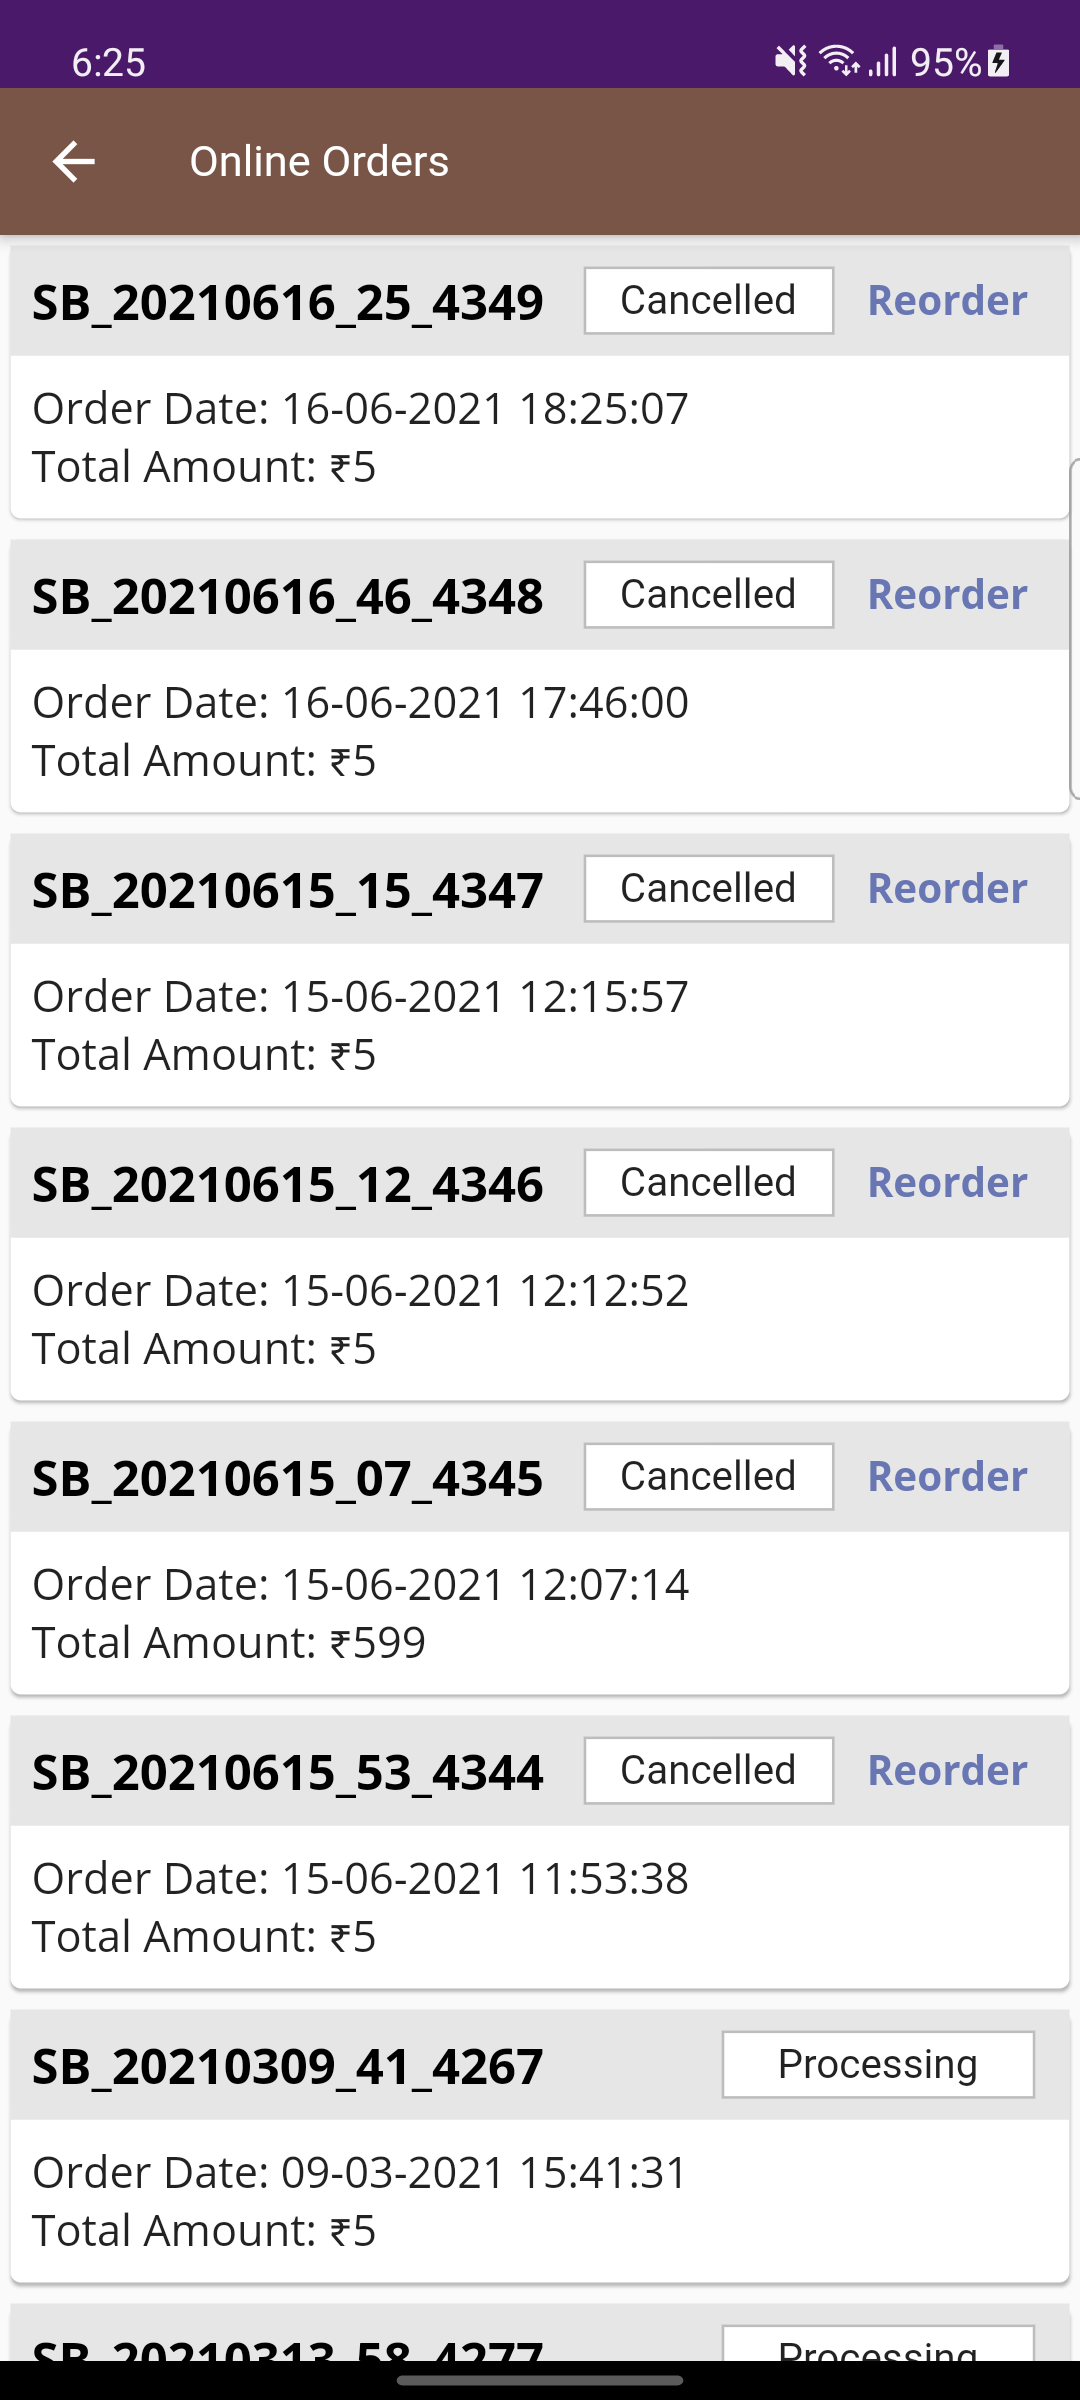 6:25 95%
Online Orders
SB_20210616_25_4349 Cancelled Reorder
Order Date: 16-06-2021 18:25:07
Total Amount: ₹5
SB_20210616_46_4348 Cancelled Reorder
Order Date: 16-06-2021 17:46:00
Total Amount: ₹5
SB_20210615_15_4347 Cancelled Reorder
Order Date: 15-06-2021 12:15:57
Total Amount: ₹5
SB_20210615_12_4346 Cancelled Reorder
Order Date: 15-06-2021 12:12:52
Total Amount: ₹5
SB_20210615_07_4345 Cancelled Reorder
Order Date: 15-06-2021 12:07:14
Total Amount: ₹599
SB_20210615_53_4344 Cancelled Reorder
Order Date: 15-06-2021 11:53:38
Total Amount: ₹5
SB_20210309_41_4267 Processing
Order Date: 09-03-2021 15:41:31
Total Amount: ₹5
SB_20210313_58_4277 Processing